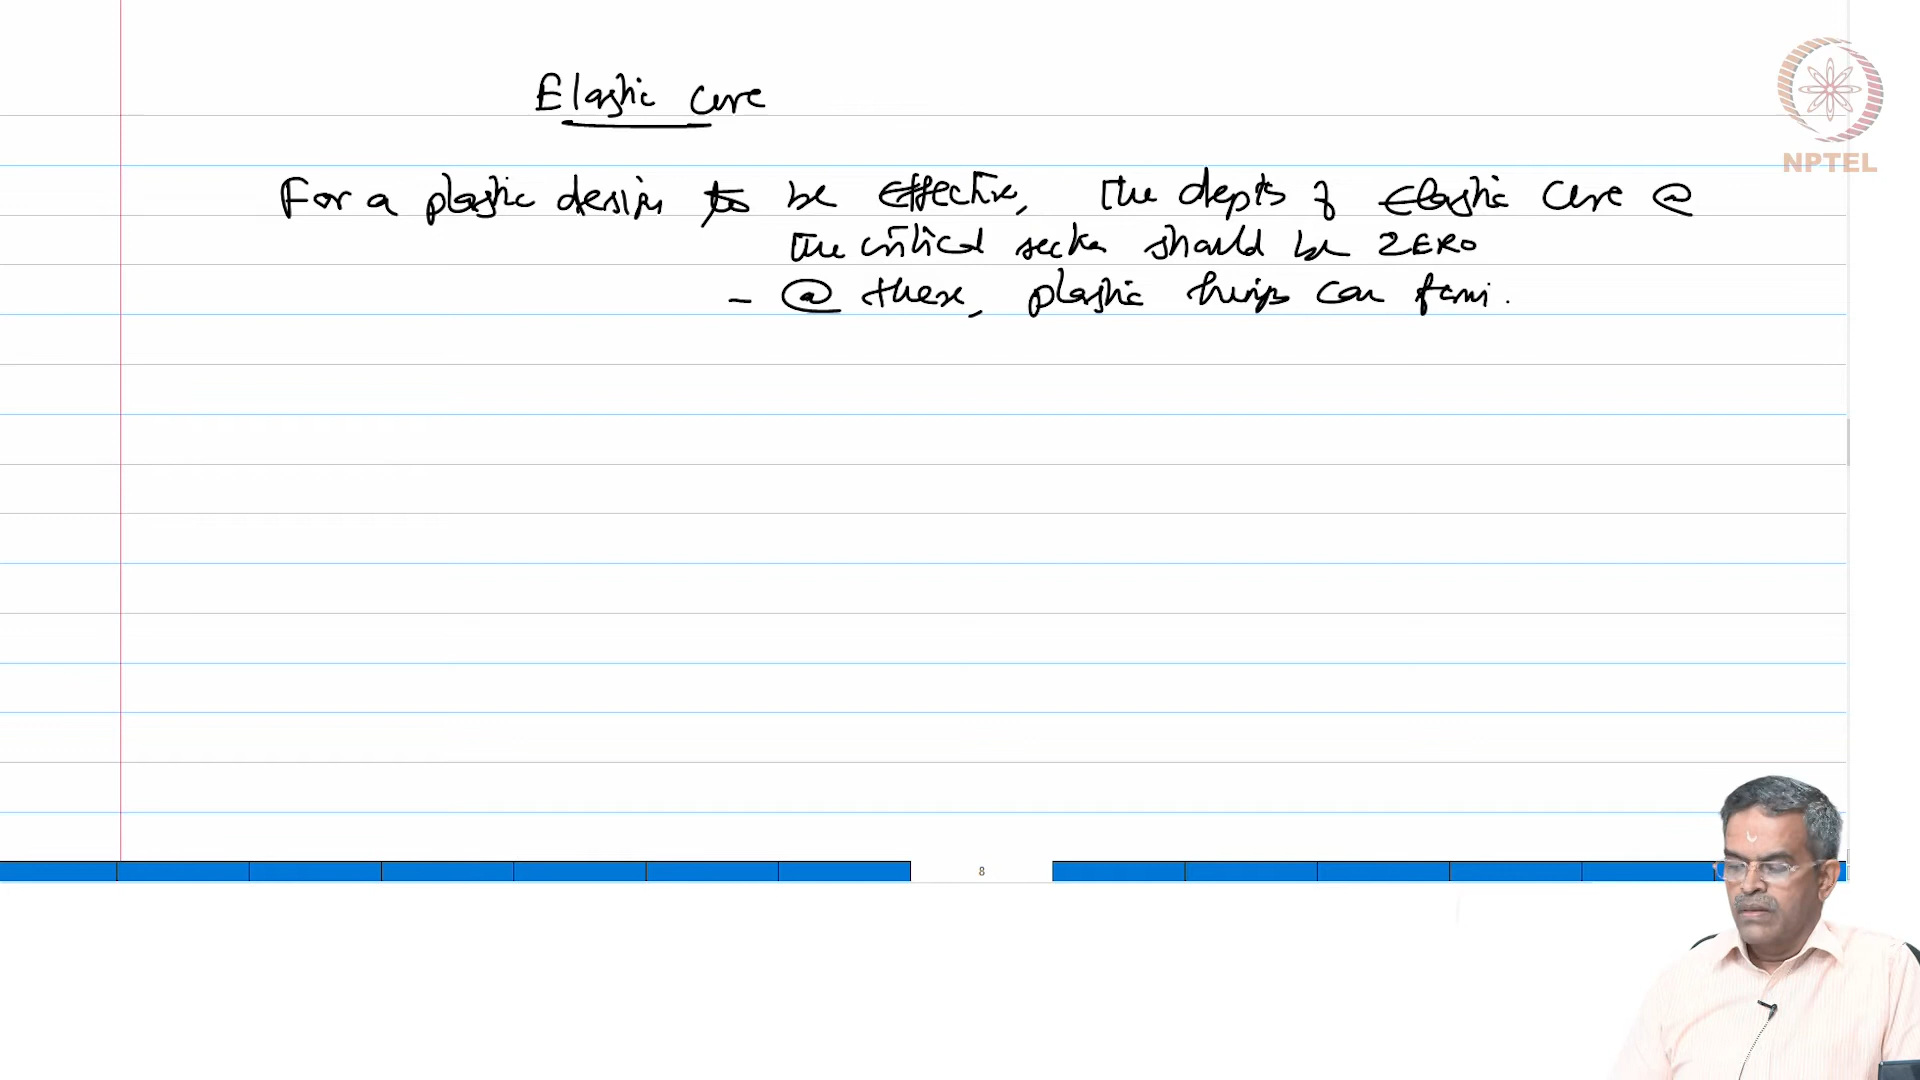 Elastic core
NPTEL
For a plastic design to be effective, the depth of elastic core @
the critical section should be ZERO
- @ these, plastic hinges can form.
8